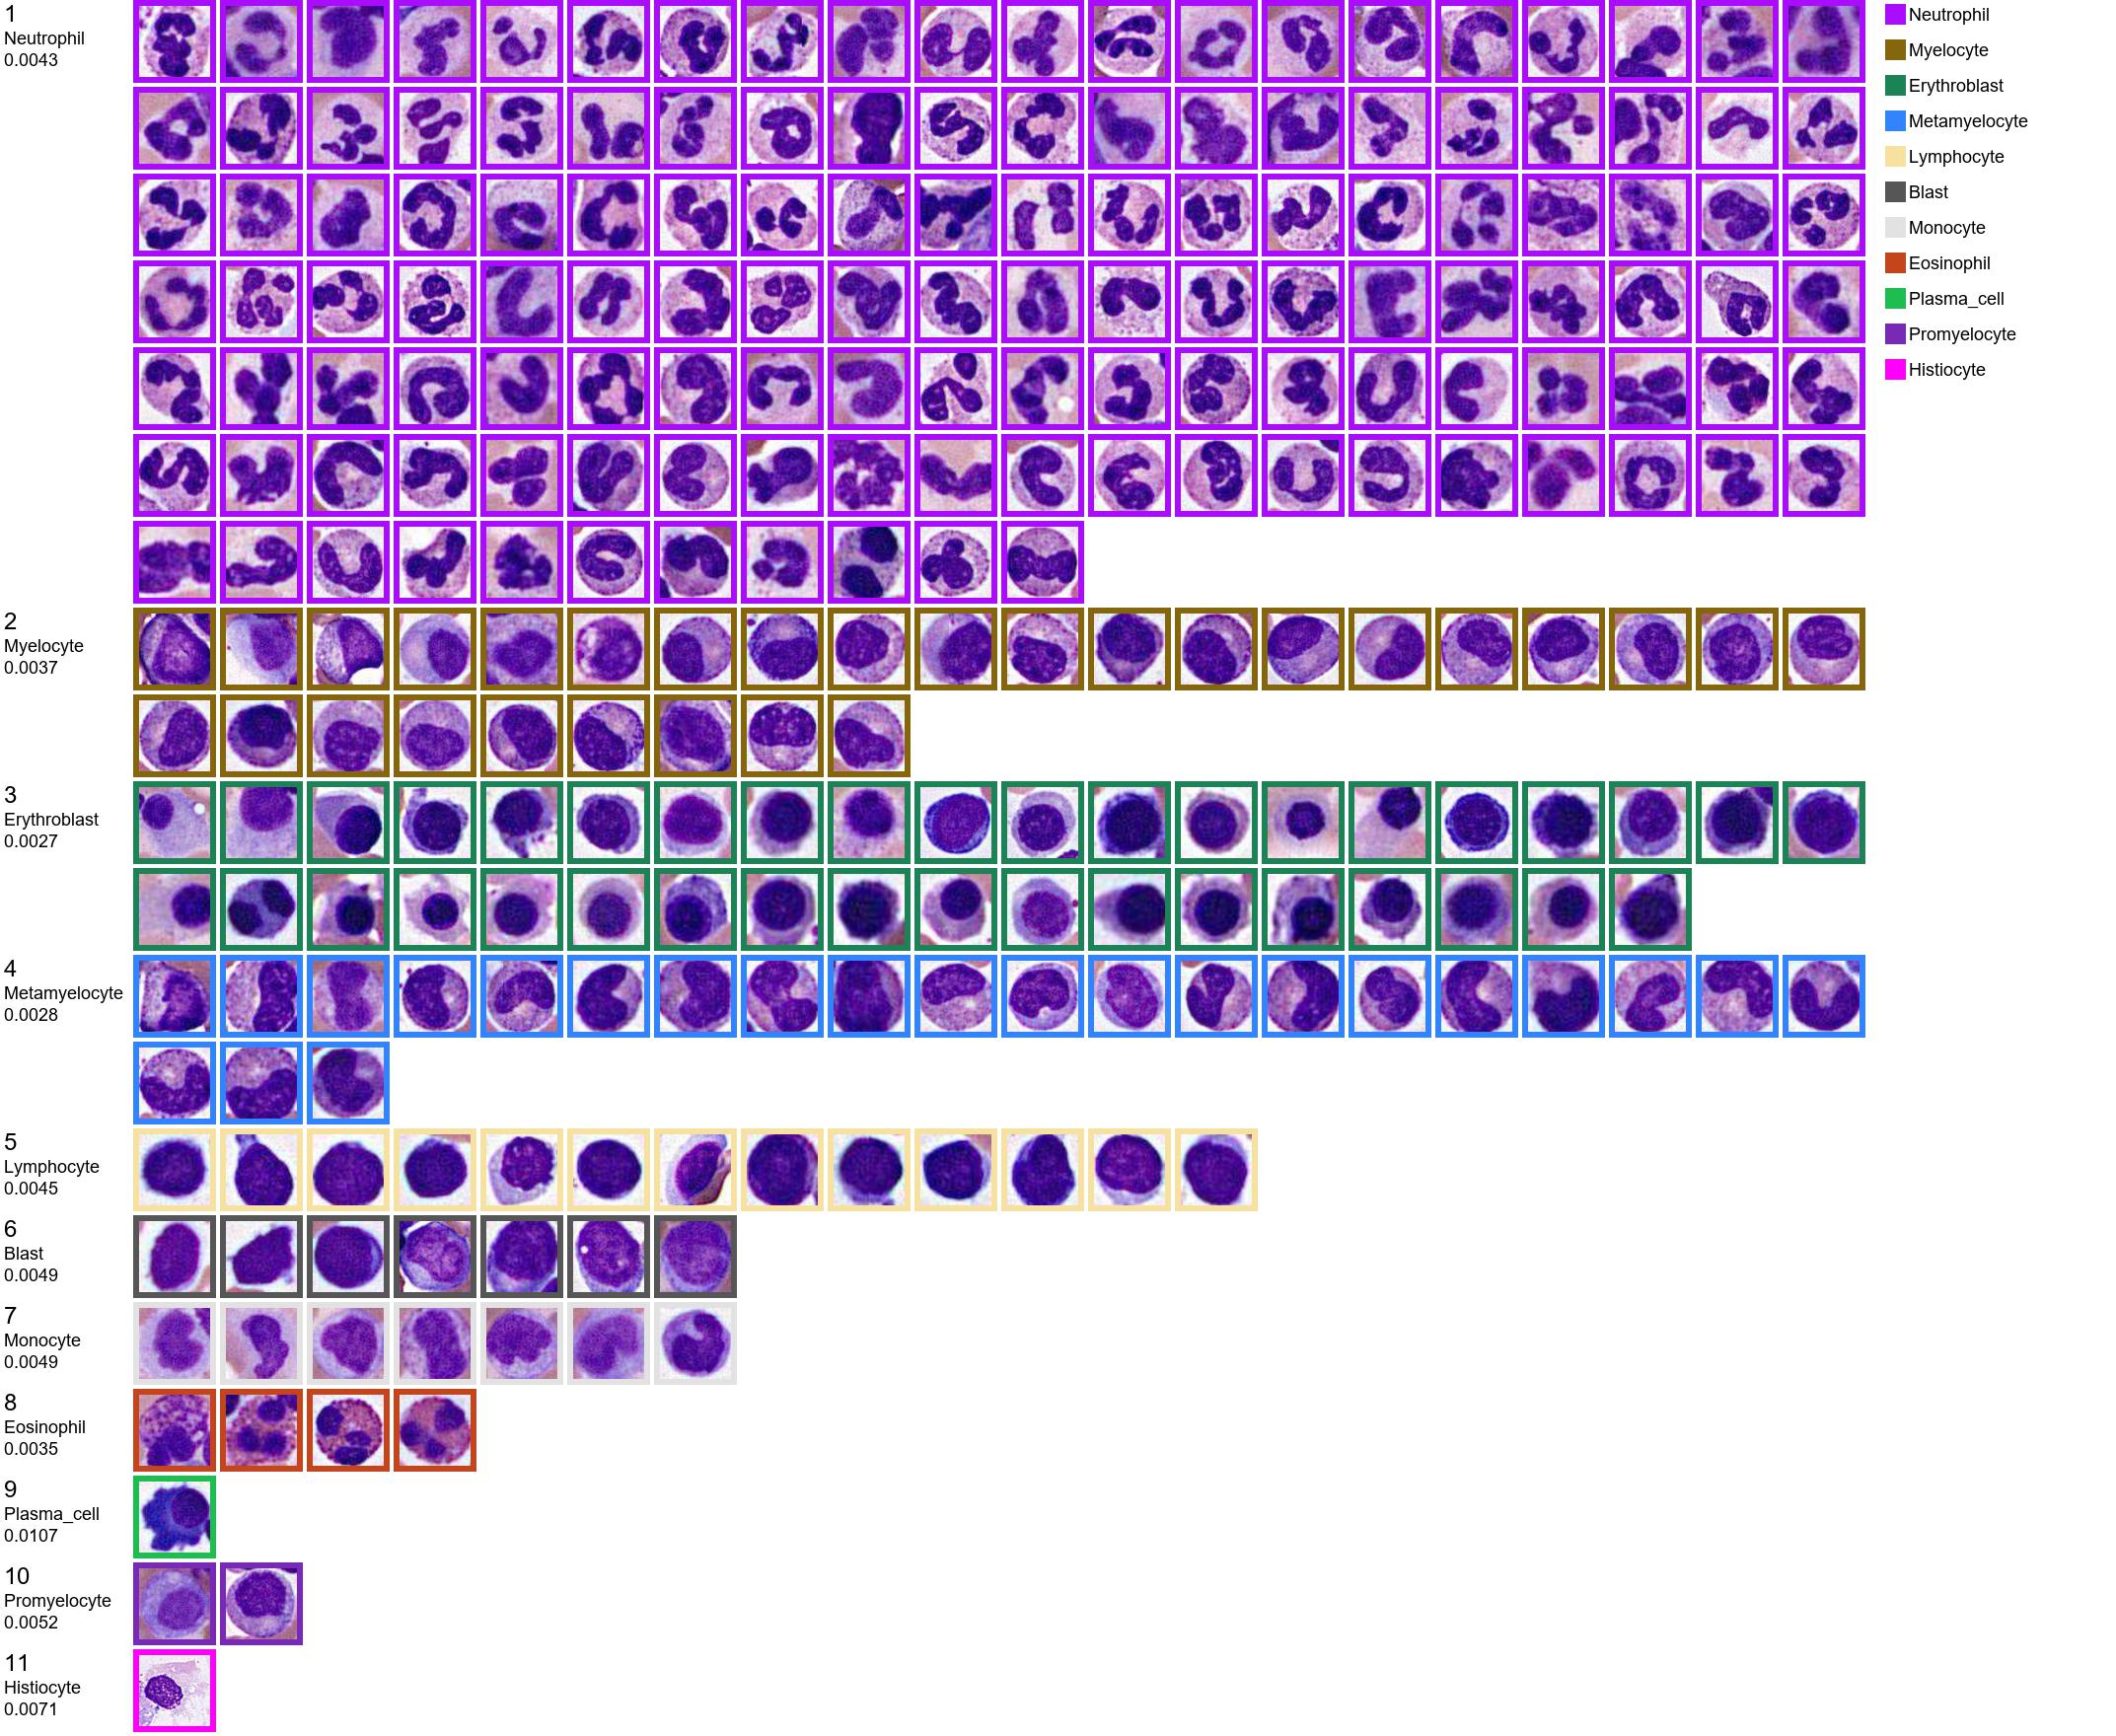 1
Neutrophil
0.0043
2
Myelocyte
0.0037
3
Erythroblast
0.0027
4
Metamyelocyte
0.0028
5
Lymphocyte
0.0045
6
Blast
0.0049
7
Monocyte
0.0049
8
Eosinophil
0.0035
9
Plasma_cell
0.0107
10
Promyelocyte
0.0052
11
Histiocyte
0.0071
Neutrophil
Myelocyte
Erythroblast
Metamyelocyte
Lymphocyte
Blast
Monocyte
Eosinophil
Plasma_cell
Promyelocyte
Histiocyte